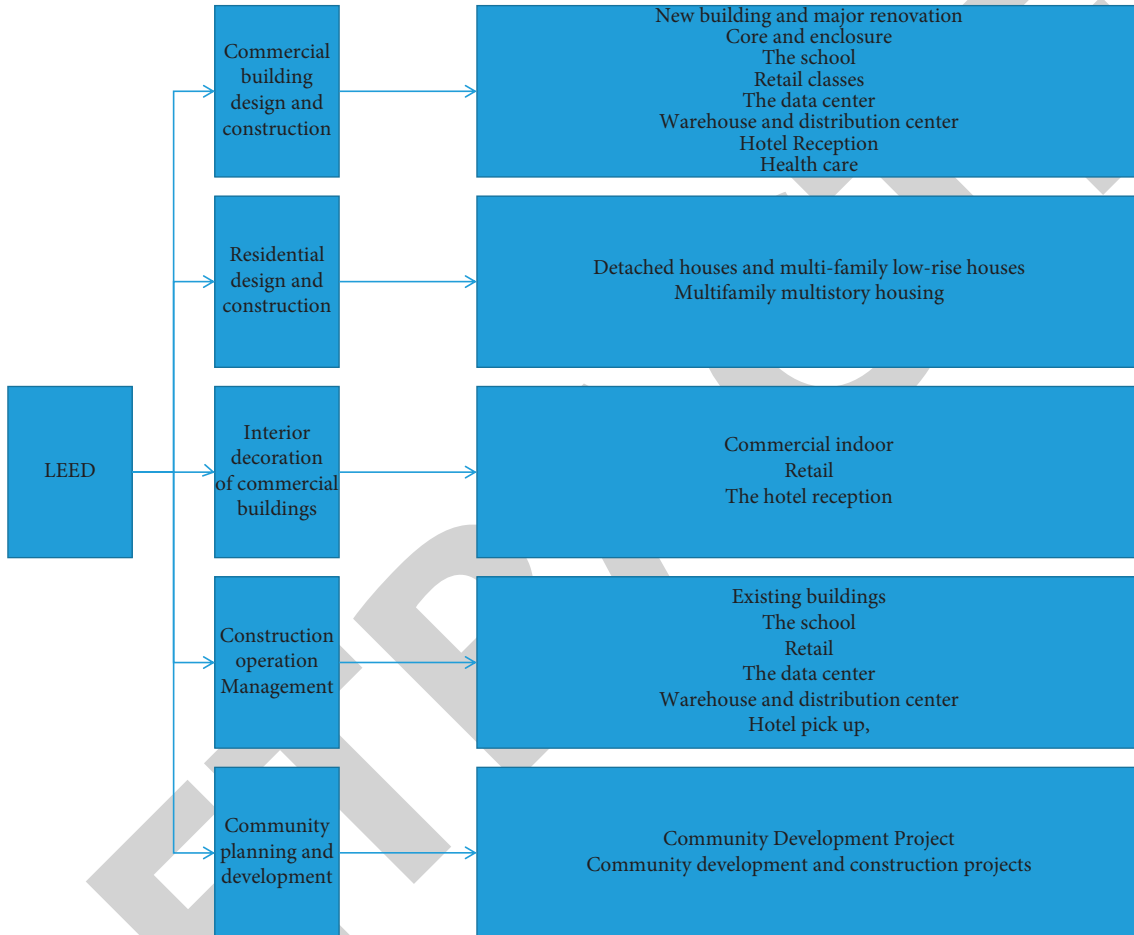 LEED
Commercial
building
design and
construction
New building and major renovation
Core and enclosure
The school
Retail classes
The data center
Warehouse and distribution center
Hotel Reception
Health care
Residential
design and
construction
Detached houses and multi-family low-rise houses
Multifamily multistory housing
Interior
decoration
of commercial
buildings
Commercial indoor
Retail
The hotel reception
Construction
operation
Management
Existing buildings
The school
Retail
The data center
Warehouse and distribution center
Hotel pick up,
Community
planning and
development
Community Development Project
Community development and construction projects